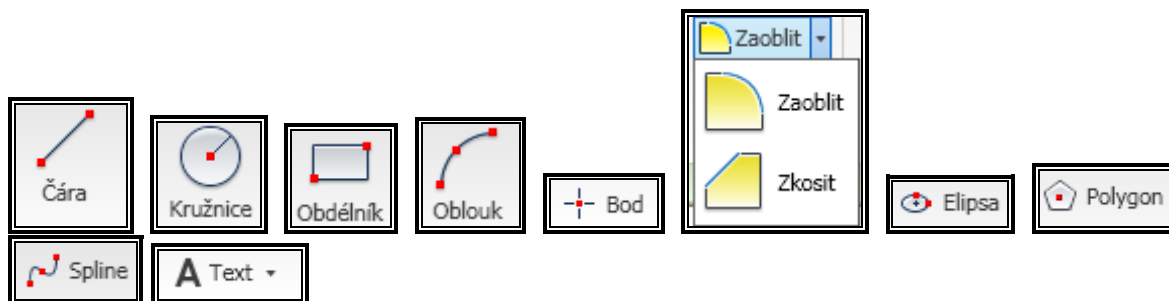 Čára
Kružnice
Obdélník
Oblouk
Bod
Zaoblit
Zaoblit
Zkosit
Elipsa
Polygon
Spline
A Text